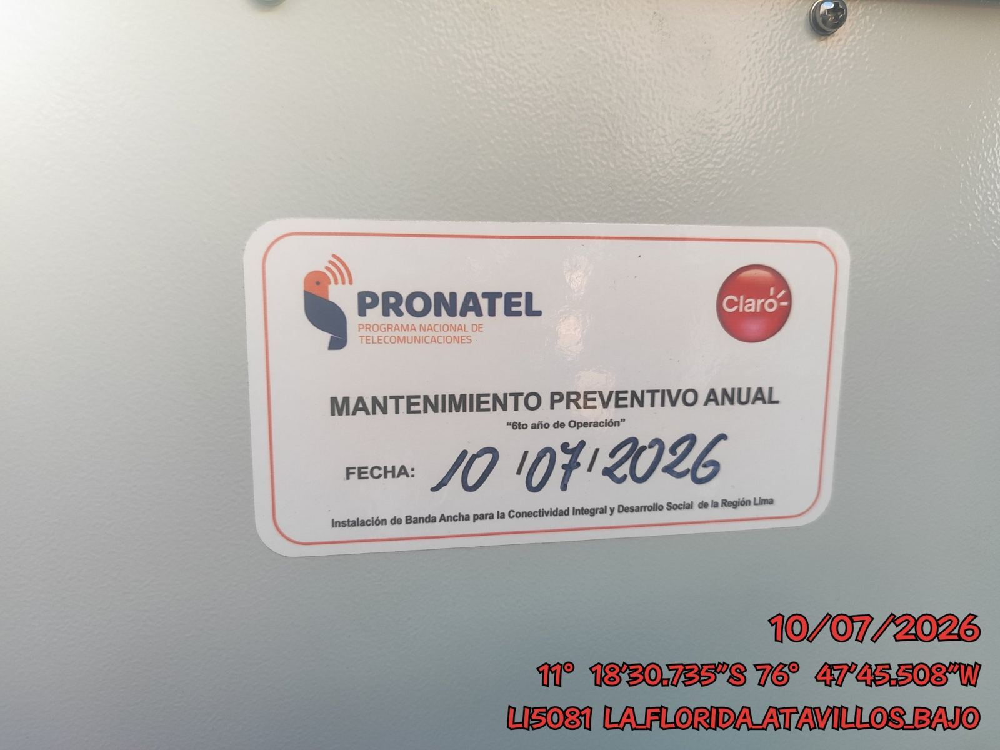 PRONATEL
PROGRAMA NACIONAL DE
TELECOMUNICACIONES
Claro
MANTENIMIENTO PREVENTIVO ANUAL
"6to año de Operación"
FECHA: 10/07/2026
Instalación de Banda Ancha para la Conectividad Integral y Desarrollo Social de la Región Lima
10/07/2026
11° 18'30.735"S 76° 47'45.508"W
LI5081 LA_FLORIDA_ATAVILLOS_BAJO